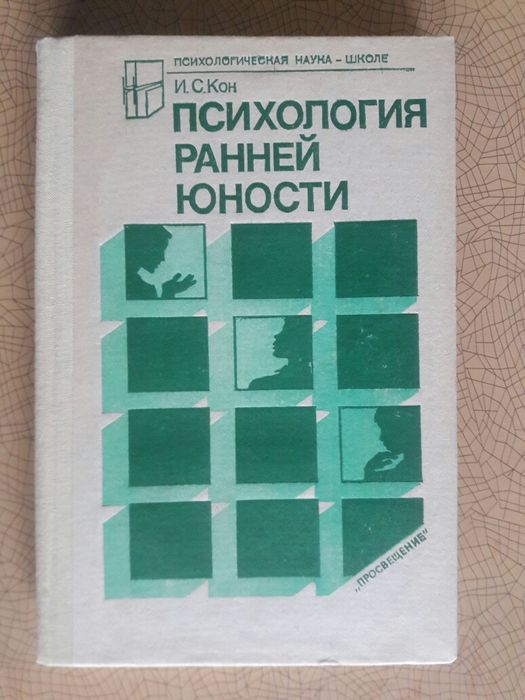 ПСИХОЛОГИЧЕСКАЯ НАУКА – ШКОЛЕ
И.С.Кон
ПСИХОЛОГИЯ
РАННЕЙ
ЮНОСТИ
„ПРОСВЕЩЕНИЕ"